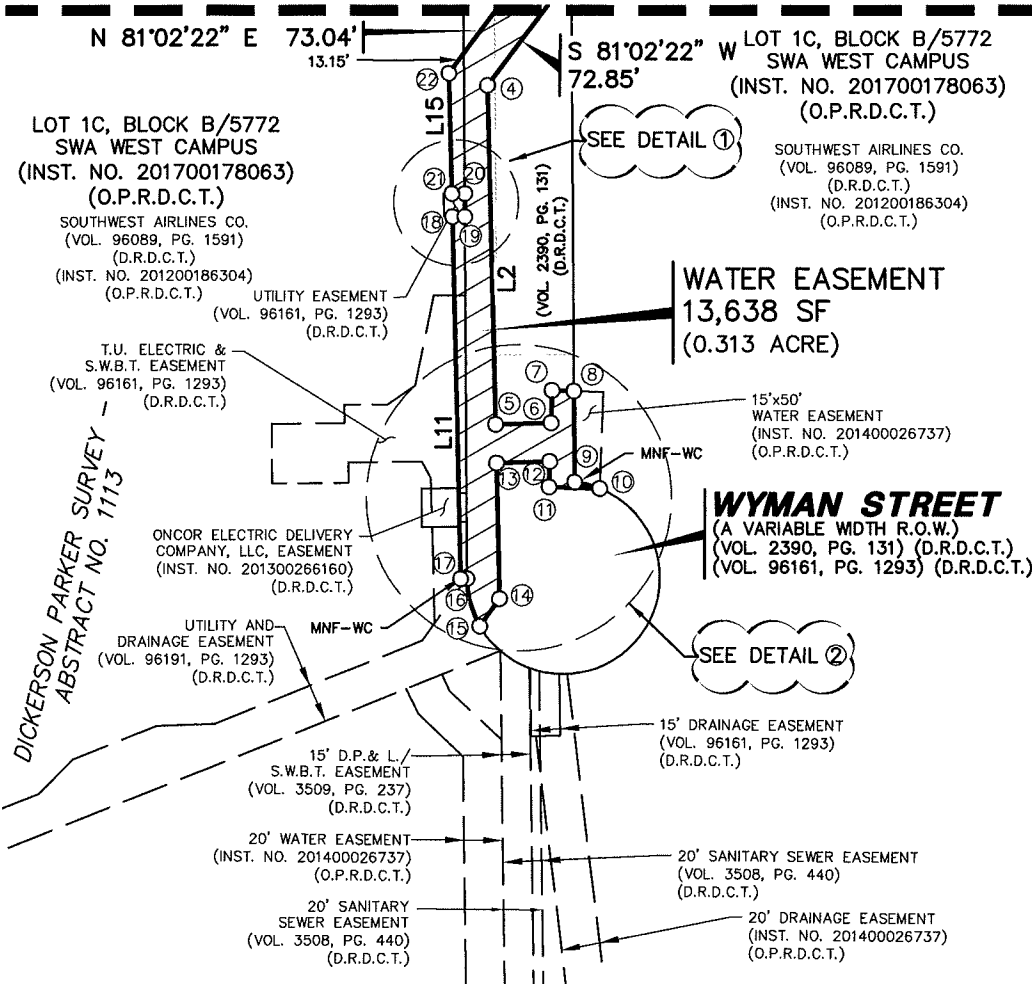 N 81°02'22" E 73.04'
13.15'
S 81°02'22" W
72.85'
LOT 1C, BLOCK B/5772
SWA WEST CAMPUS
(INST. NO. 201700178063)
(O.P.R.D.C.T.)
SOUTHWEST AIRLINES CO.
(VOL. 96089, PG. 1591)
(D.R.D.C.T.)
(INST. NO. 201200186304)
(O.P.R.D.C.T.)
22
4
L15
SEE DETAIL 1
LOT 1C, BLOCK B/5772
SWA WEST CAMPUS
(INST. NO. 201700178063)
(O.P.R.D.C.T.)
SOUTHWEST AIRLINES CO.
(VOL. 96089, PG. 1591)
(D.R.D.C.T.)
(INST. NO. 201200186304)
(O.P.R.D.C.T.)
21
20
18
19
(VOL. 2390, PG. 131)
(D.R.D.C.T.)
L2
UTILITY EASEMENT
(VOL. 96161, PG. 1293)
(D.R.D.C.T.)
WATER EASEMENT
13,638 SF
(0.313 ACRE)
T.U. ELECTRIC &
S.W.B.T. EASEMENT
(VOL. 96161, PG. 1293)
(D.R.D.C.T.)
7
8
5
6
L11
15'x50'
WATER EASEMENT
(INST. NO. 201400026737)
(O.P.R.D.C.T.)
9
MNF-WC
13
12
11
10
DICKERSON PARKER SURVEY
ABSTRACT NO. 1113
WYMAN STREET
(A VARIABLE WIDTH R.O.W.)
(VOL. 2390, PG. 131) (D.R.D.C.T.)
(VOL. 96161, PG. 1293) (D.R.D.C.T.)
ONCOR ELECTRIC DELIVERY
COMPANY, LLC, EASEMENT
(INST. NO. 201300266160)
(D.R.D.C.T.)
17
16
14
15
MNF-WC
UTILITY AND
DRAINAGE EASEMENT
(VOL. 96191, PG. 1293)
(D.R.D.C.T.)
SEE DETAIL 2
15' DRAINAGE EASEMENT
(VOL. 96161, PG. 1293)
(D.R.D.C.T.)
15' D.P.& L./
S.W.B.T. EASEMENT
(VOL. 3509, PG. 237)
(D.R.D.C.T.)
20' WATER EASEMENT
(INST. NO. 201400026737)
(O.P.R.D.C.T.)
20' SANITARY SEWER EASEMENT
(VOL. 3508, PG. 440)
(D.R.D.C.T.)
20' SANITARY
SEWER EASEMENT
(VOL. 3508, PG. 440)
(D.R.D.C.T.)
20' DRAINAGE EASEMENT
(INST. NO. 201400026737)
(O.P.R.D.C.T.)